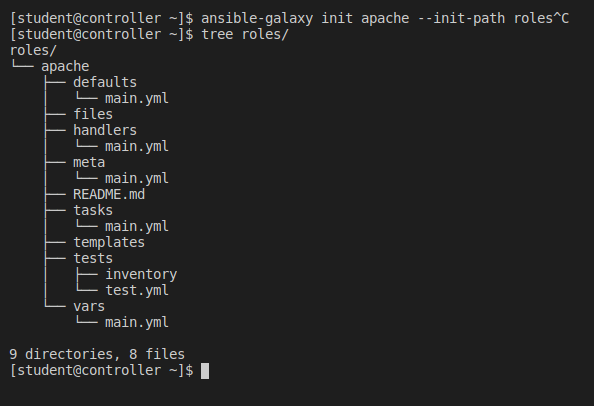 [student@controller ~]$ ansible-galaxy init apache --init-path roles^C
[student@controller ~]$ tree roles/
roles/
└── apache
    ├── defaults
    │   └── main.yml
    ├── files
    ├── handlers
    │   └── main.yml
    ├── meta
    │   └── main.yml
    ├── README.md
    ├── tasks
    │   └── main.yml
    ├── templates
    ├── tests
    │   ├── inventory
    │   └── test.yml
    └── vars
        └── main.yml

9 directories, 8 files
[student@controller ~]$